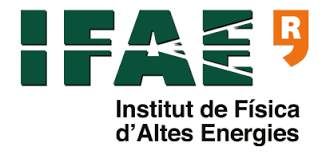 IFAE R
Institut de Física
d'Altes Energies